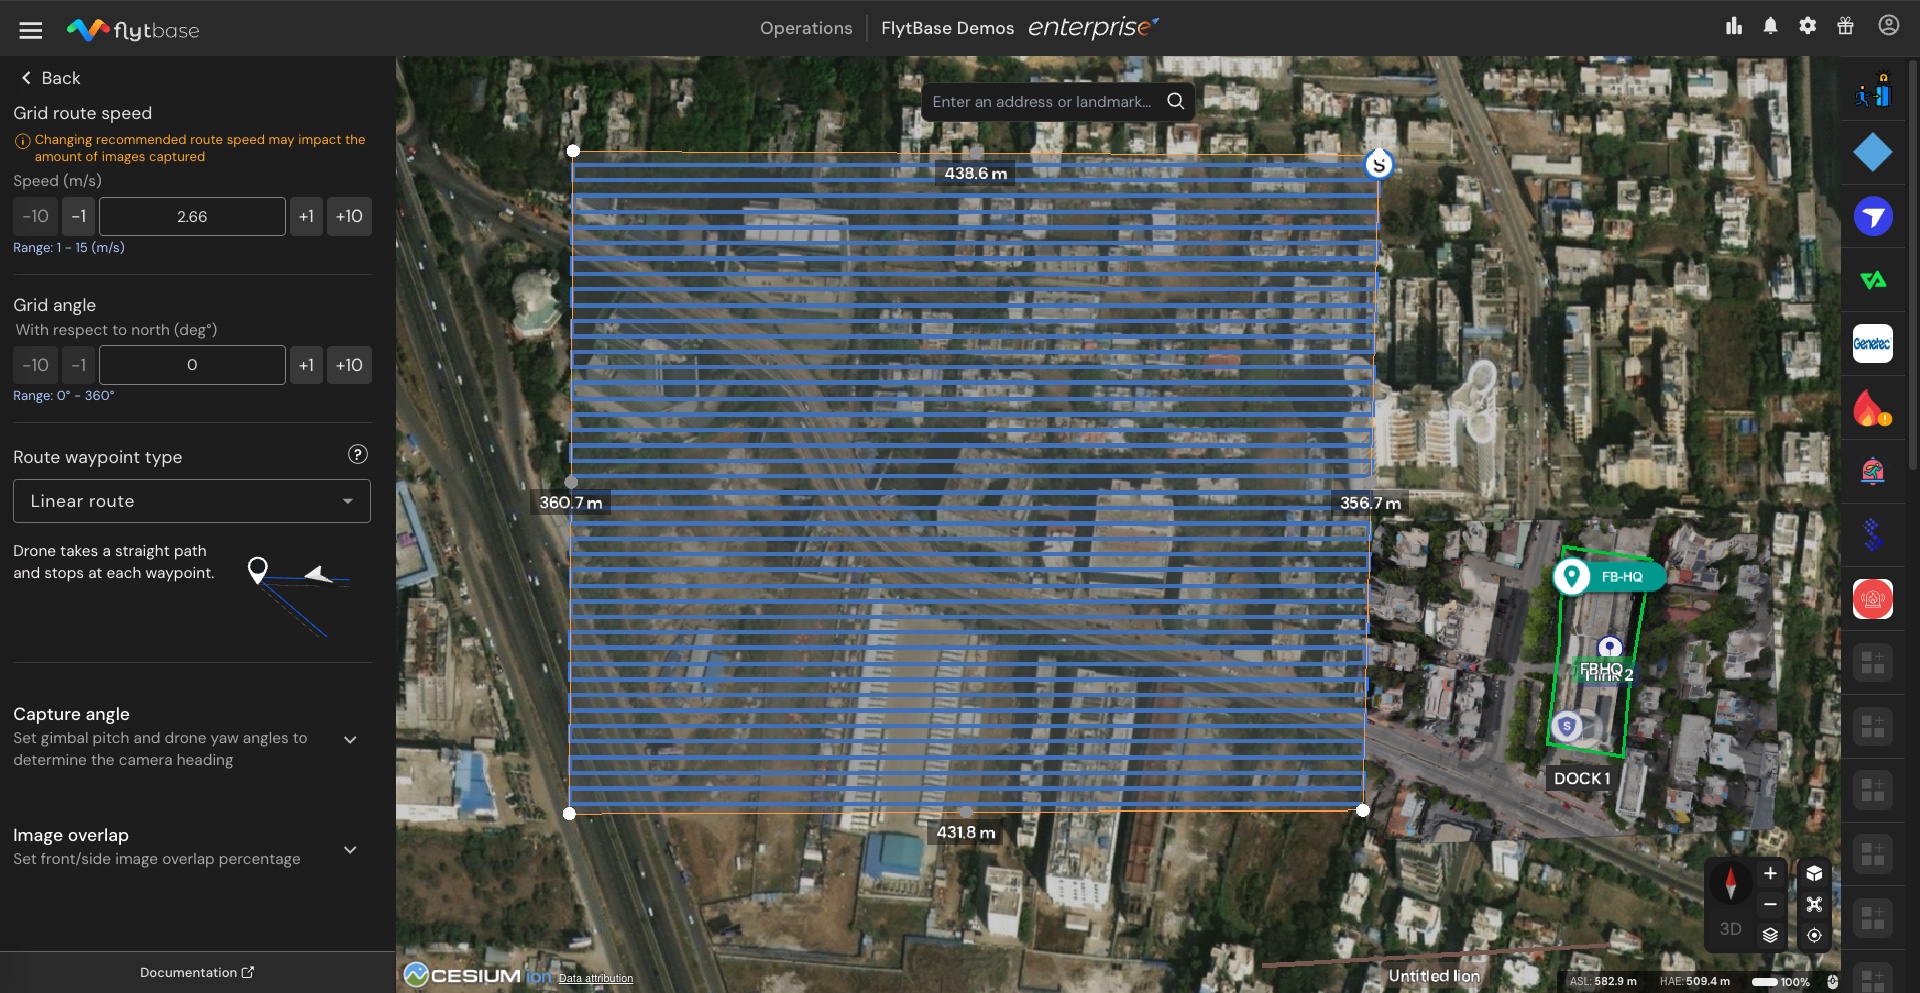 flytbase
Operations
FlytBase Demos enterprise
Back
Grid route speed
Changing recommended route speed may impact the
amount of images captured
Speed (m/s)
-10 -1 2.66 +1 +10
Range: 1 - 15 (m/s)
Grid angle
With respect to north (deg°)
-10 -1 0 +1 +10
Range: 0° - 360°
Route waypoint type
?
Linear route
Drone takes a straight path
and stops at each waypoint.
Capture angle
Set gimbal pitch and drone yaw angles to
determine the camera heading
Image overlap
Set front/side image overlap percentage
Documentation
Enter an address or landmark...
438.6 m
S
360.7 m
356.7 m
431.8 m
FB-HQ
FBHQ
S
DOCK 1
Genetec
3D
CESIUM ion
Data attribution
ASL: 582.9 m HAE: 509.4 m 100%